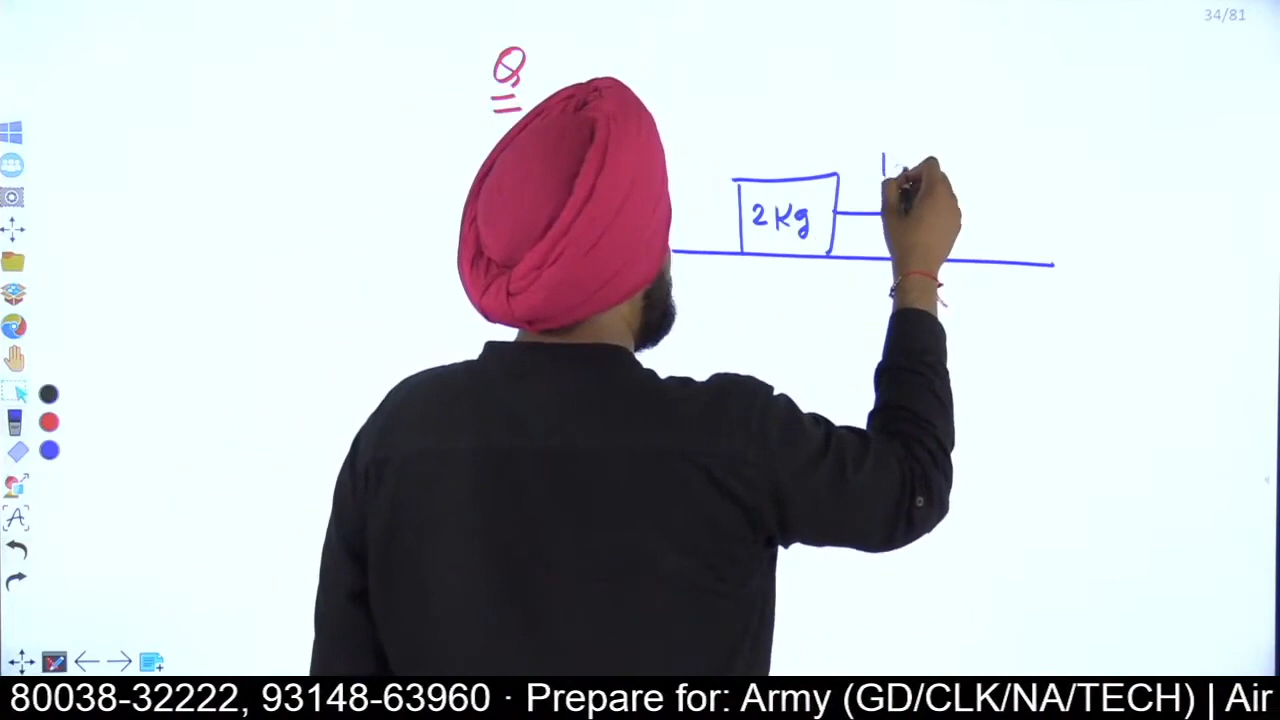 34/81
Q
2 Kg
80038-32222, 93148-63960 · Prepare for: Army (GD/CLK/NA/TECH) | Air